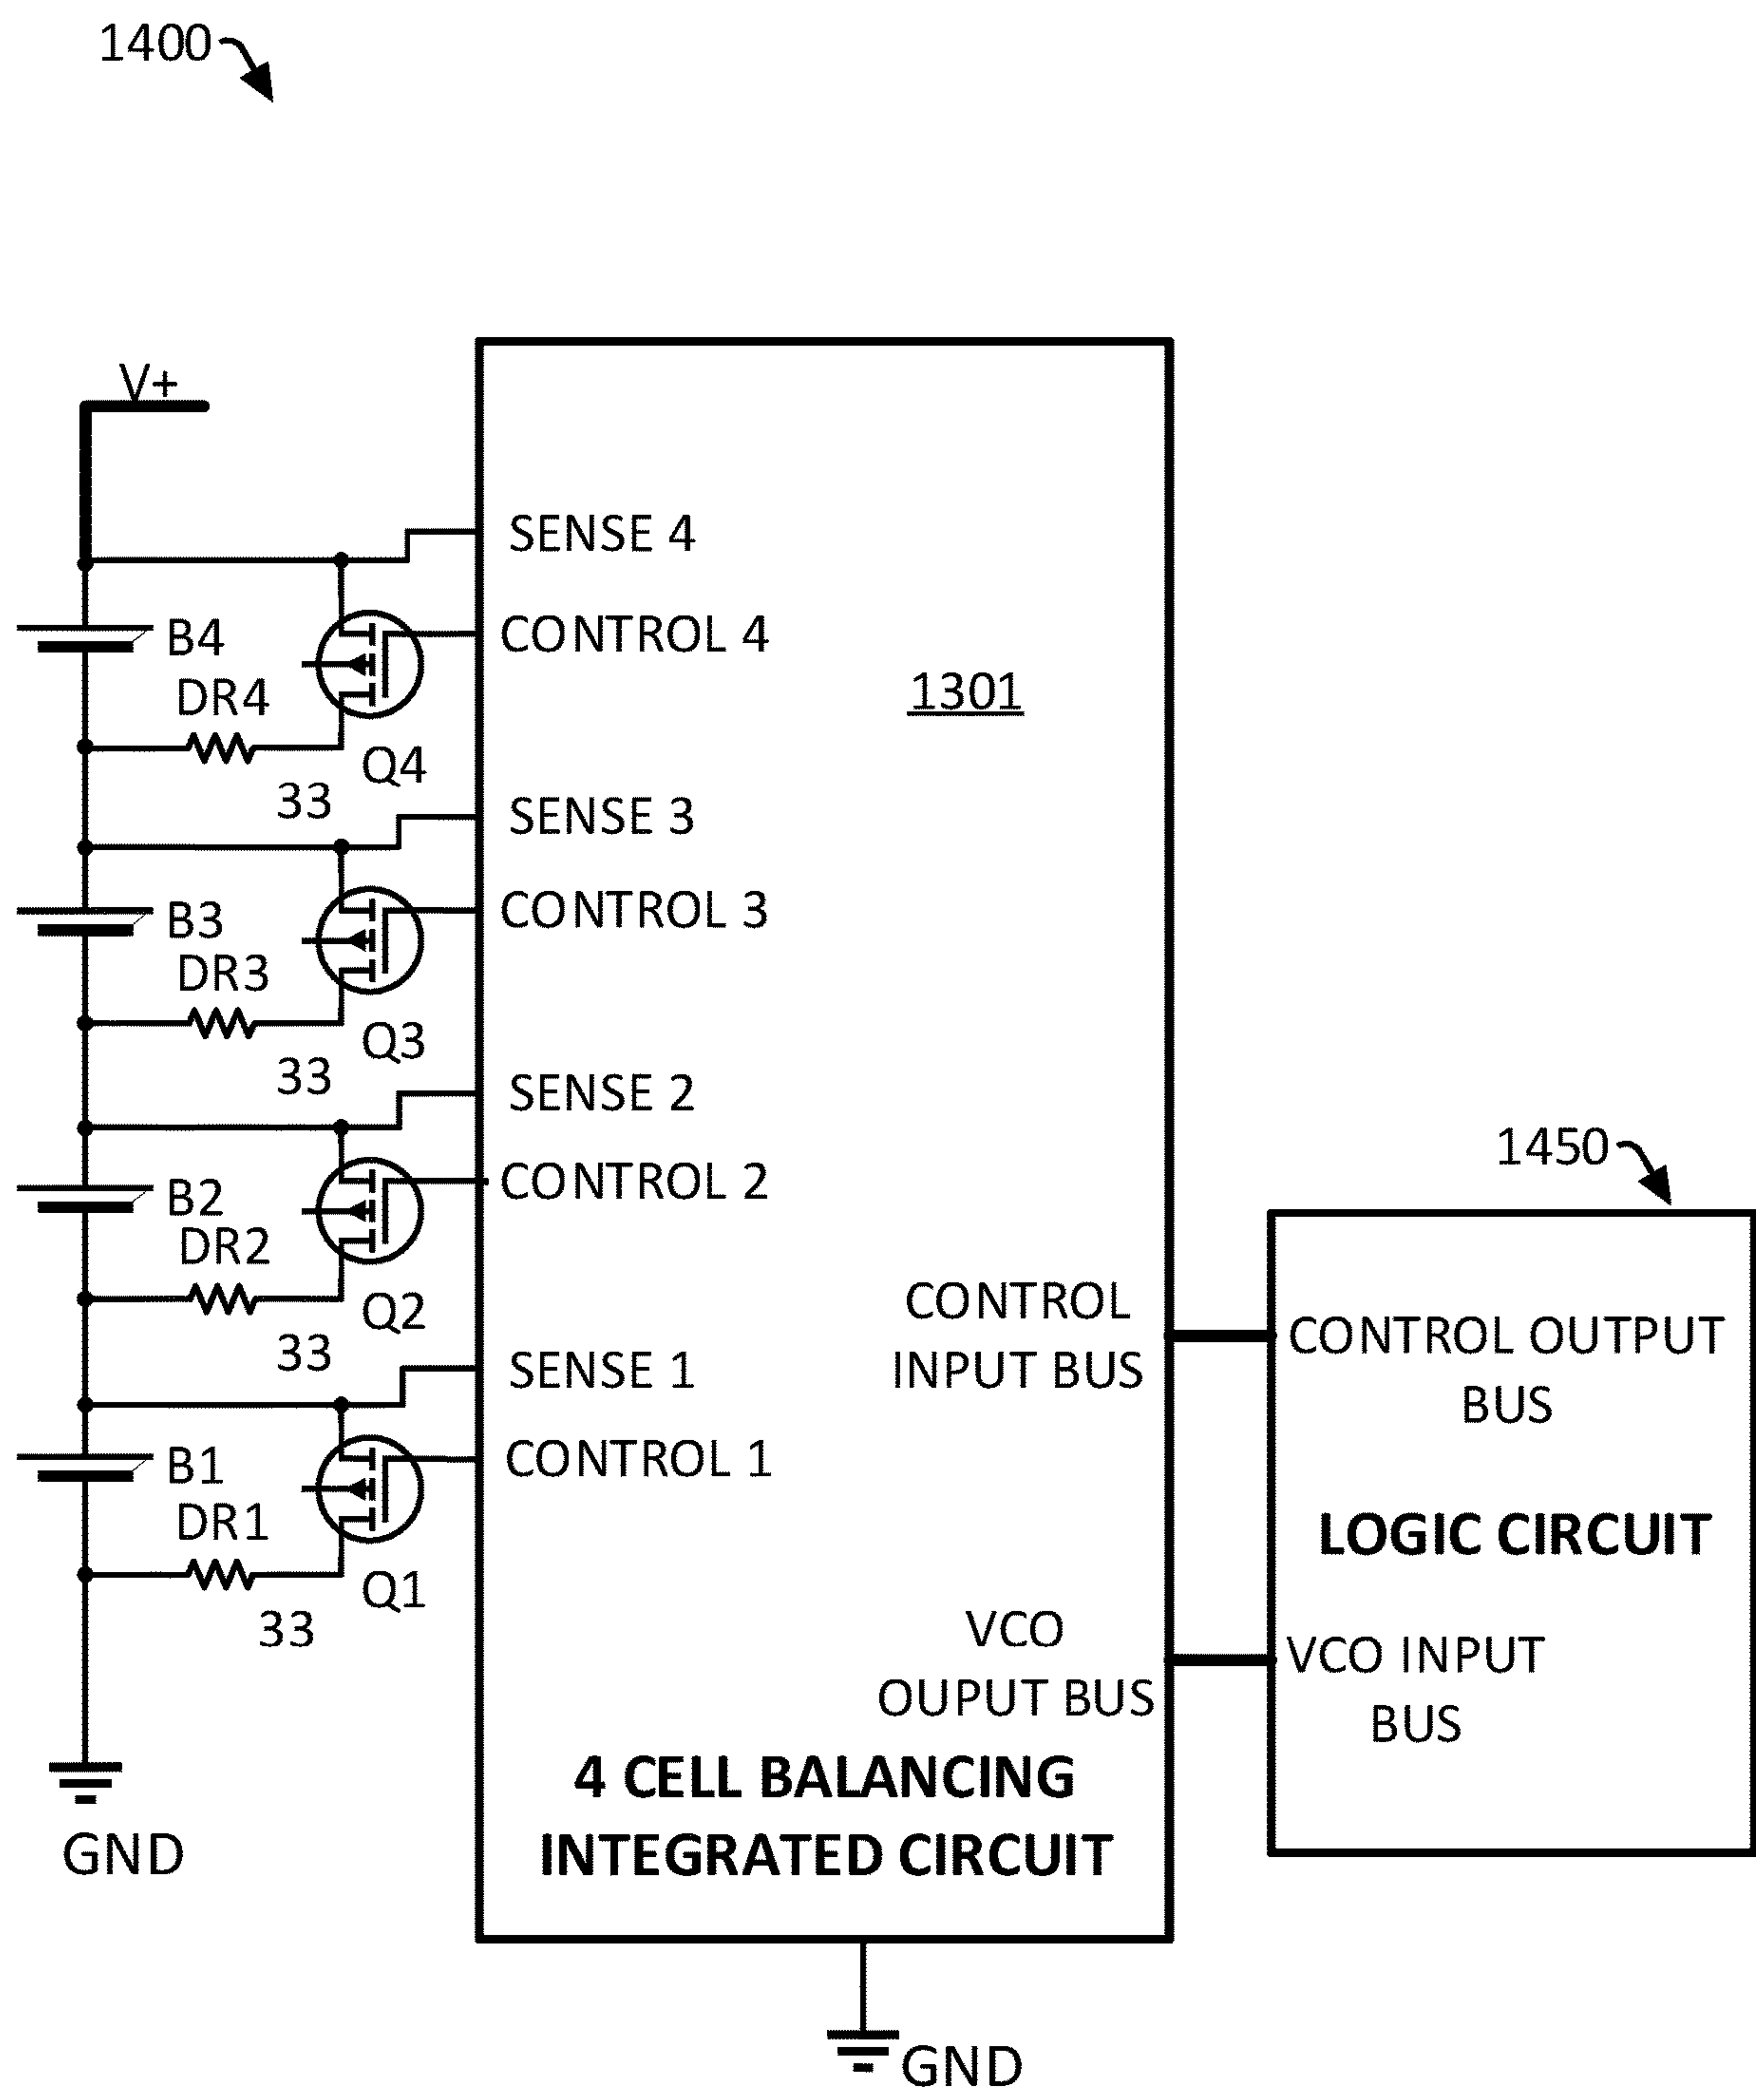 1400
V+
SENSE 4
B4
CONTROL 4
DR4
1301
Q4
33
SENSE 3
B3
CONTROL 3
DR3
Q3
33
SENSE 2
B2
CONTROL 2
DR2
Q2
33
SENSE 1
B1
CONTROL 1
DR1
Q1
33
CONTROL
INPUT BUS
VCO
OUPUT BUS
4 CELL BALANCING
INTEGRATED CIRCUIT
1450
CONTROL OUTPUT
BUS
LOGIC CIRCUIT
VCO INPUT
BUS
GND
GND